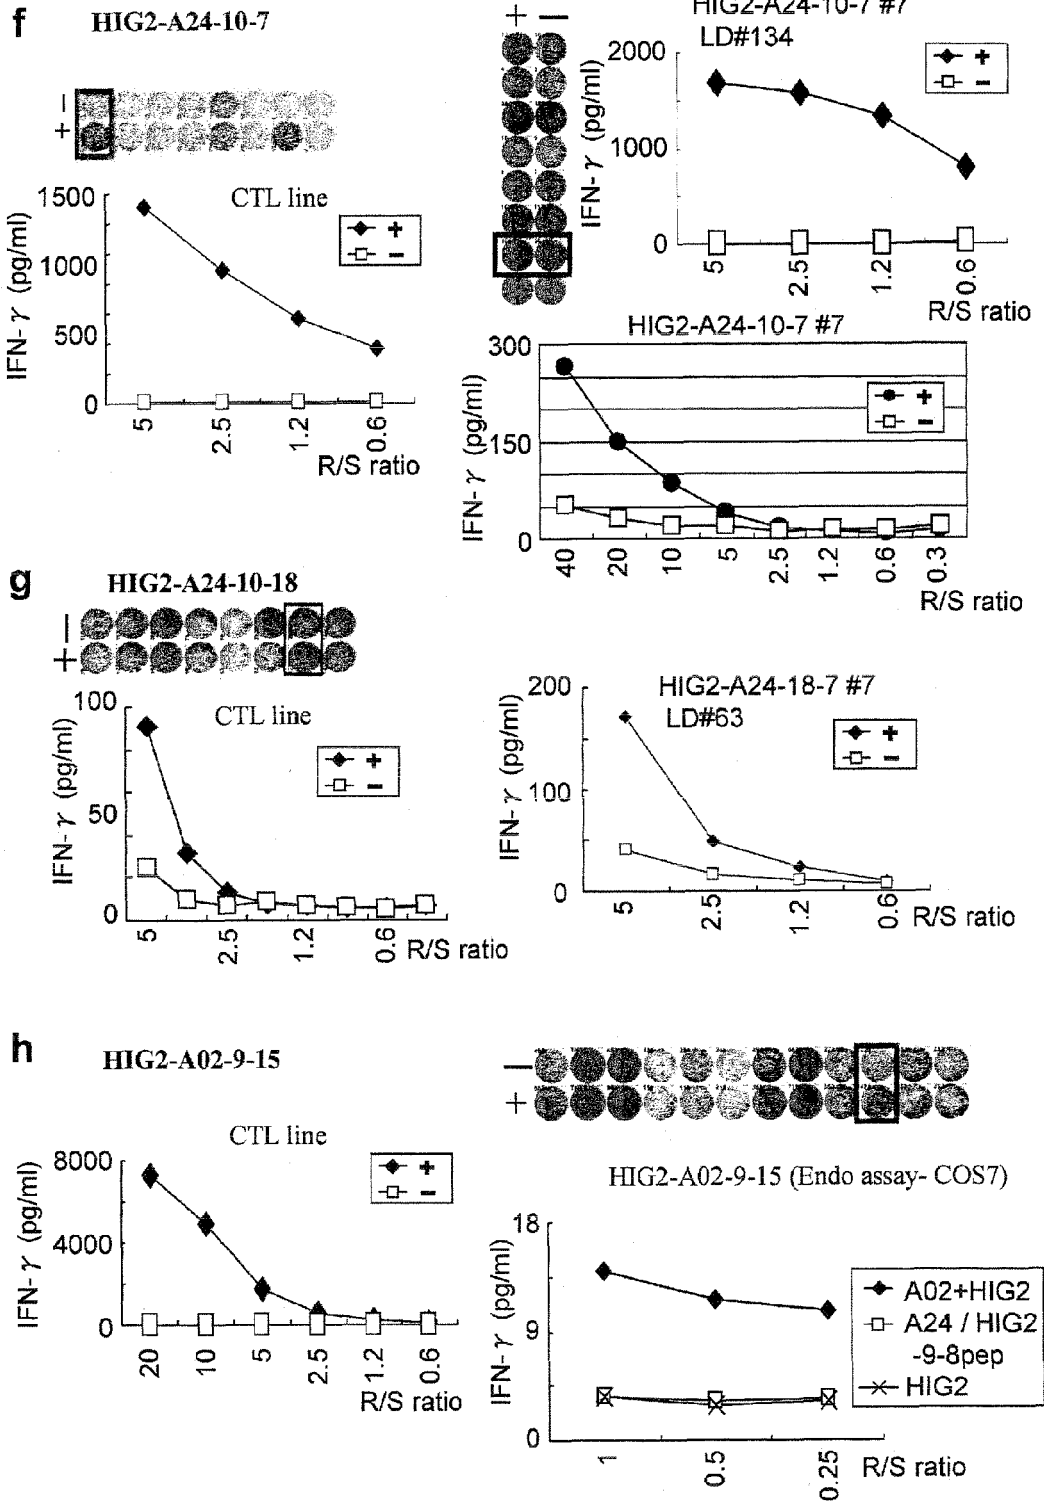 f
HIG2-A24-10-7
−
+
CTL line
IFN-γ (pg/ml)
1500
1000
500
0
+
−
5
2.5
1.2
0.6
R/S ratio
+ −
HIG2-A24-10-7 #7
LD#134
IFN-γ (pg/ml)
2000
1000
0
+
−
5
2.5
1.2
0.6
R/S ratio
HIG2-A24-10-7 #7
IFN-γ (pg/ml)
300
150
0
+
−
40
20
10
5
2.5
1.2
0.6
0.3
R/S ratio
g
HIG2-A24-10-18
−
+
CTL line
IFN-γ (pg/ml)
100
50
0
+
−
5
2.5
1.2
0.6
R/S ratio
HIG2-A24-18-7 #7
LD#63
IFN-γ (pg/ml)
200
100
0
+
−
5
2.5
1.2
0.6
R/S ratio
h
HIG2-A02-9-15
−
+
CTL line
IFN-γ (pg/ml)
8000
4000
0
+
−
20
10
5
2.5
1.2
0.6
R/S ratio
HIG2-A02-9-15 (Endo assay- COS7)
IFN-γ (pg/ml)
18
9
0
A02+HIG2
A24 / HIG2
-9-8pep
HIG2
1
0.5
0.25
R/S ratio